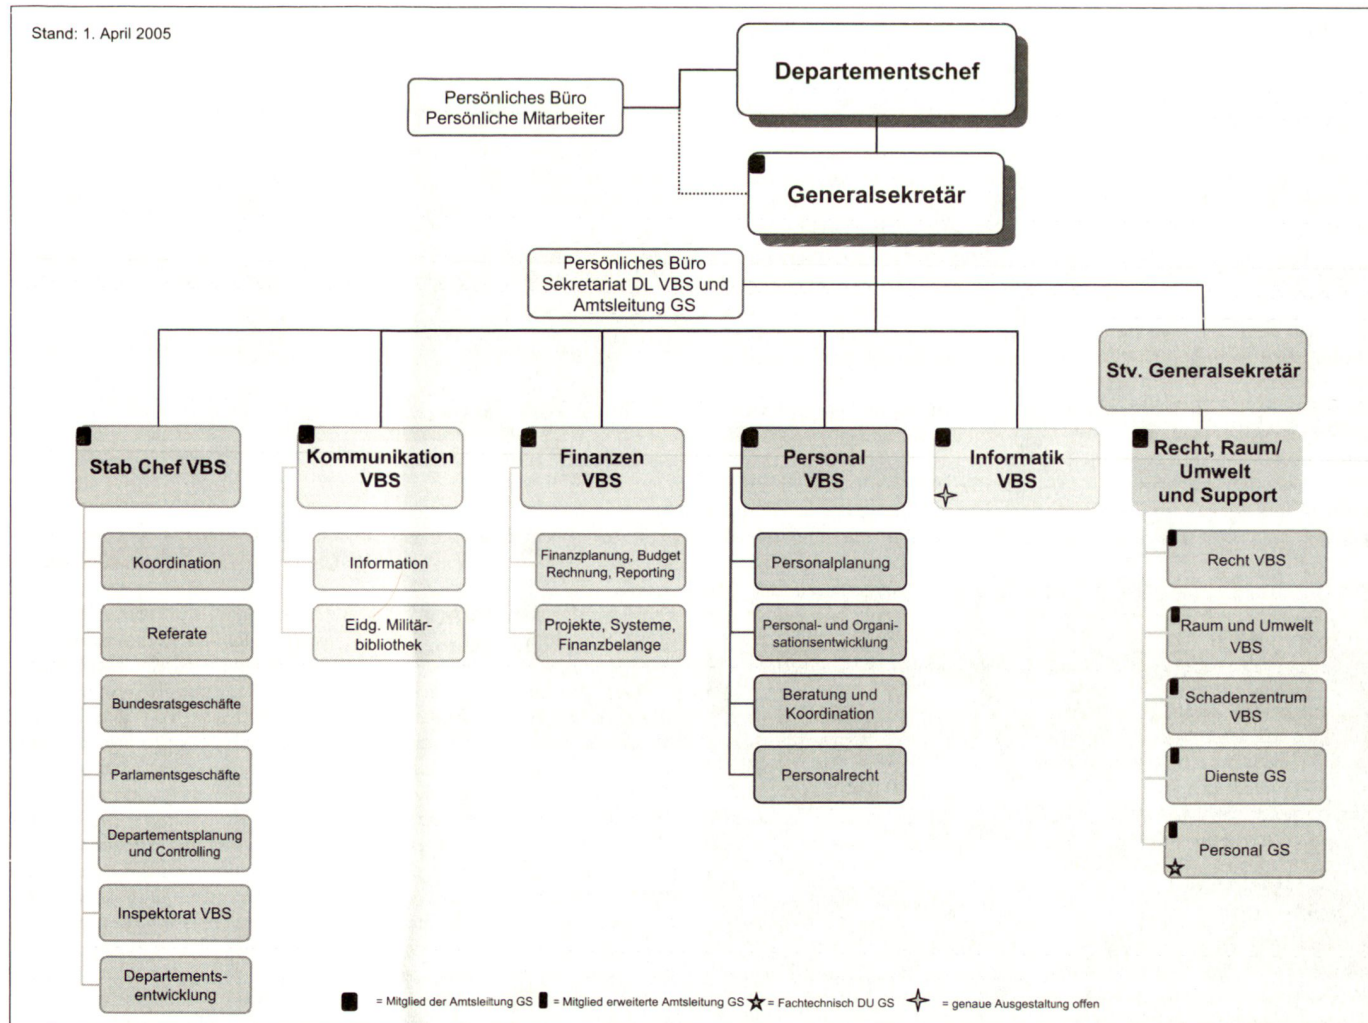 Stand: 1. April 2005
Departementschef
Persönliches Büro
Persönliche Mitarbeiter
Generalsekretär
Persönliches Büro
Sekretariat DL VBS und
Amtsleitung GS
Stv. Generalsekretär
Stab Chef VBS
Koordination
Referate
Bundesratsgeschäfte
Parlamentsgeschäfte
Departementsplanung
und Controlling
Inspektorat VBS
Departements-
entwicklung
Kommunikation
VBS
Information
Eidg. Militär-
bibliothek
Finanzen
VBS
Finanzplanung, Budget
Rechnung, Reporting
Projekte, Systeme,
Finanzbelange
Personal
VBS
Personalplanung
Personal- und Organi-
sationsentwicklung
Beratung und
Koordination
Personalrecht
Informatik
VBS
Recht, Raum/
Umwelt
und Support
Recht VBS
Raum und Umwelt
VBS
Schadenzentrum
VBS
Dienste GS
Personal GS
= Mitglied der Amtsleitung GS = Mitglied erweiterte Amtsleitung GS = Fachtechnisch DU GS = genaue Ausgestaltung offen